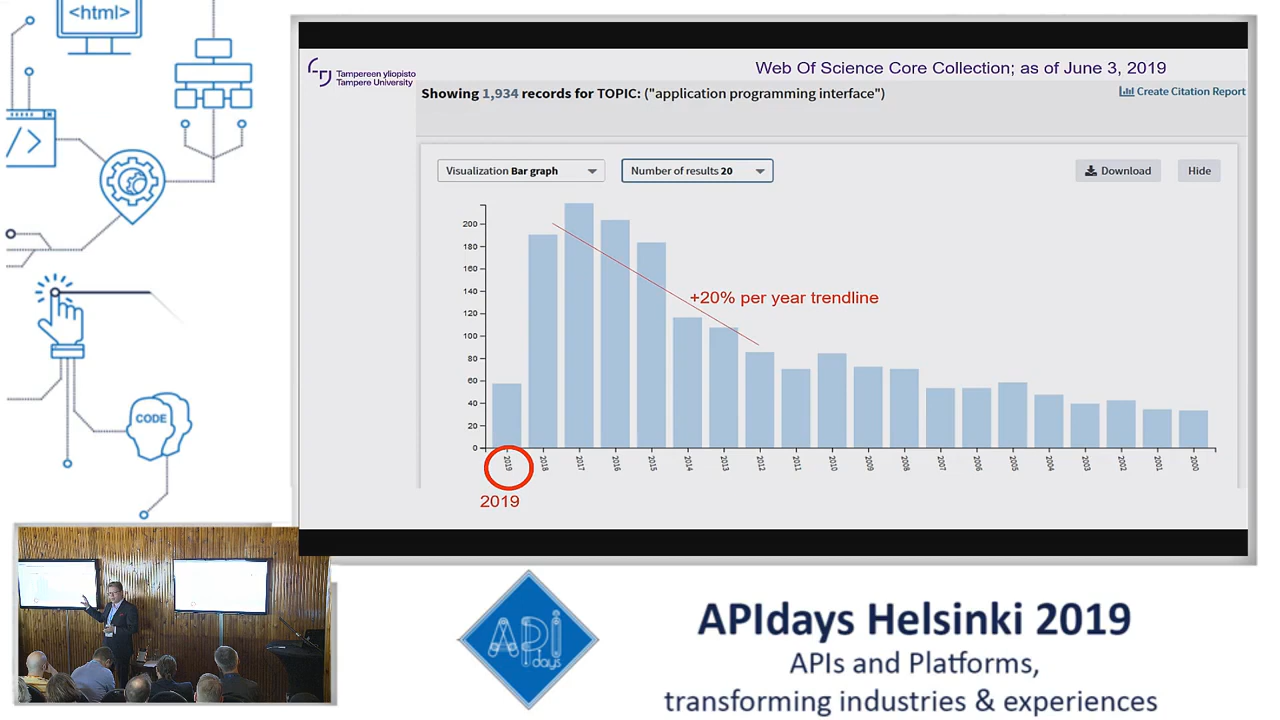 <html>
</>
CODE
Tampereen yliopisto
Tampere University
Web Of Science Core Collection; as of June 3, 2019
Showing 1,934 records for TOPIC: ("application programming interface")
Create Citation Report
Visualization Bar graph
Number of results 20
Download
Hide
200
180
160
140
120
100
80
60
40
20
0
+20% per year trendline
2019 2018 2017 2016 2015 2014 2013 2012 2011 2010 2009 2008 2007 2006 2005 2004 2003 2002 2001 2000
2019
API
days
APIdays Helsinki 2019
APIs and Platforms,
transforming industries & experiences